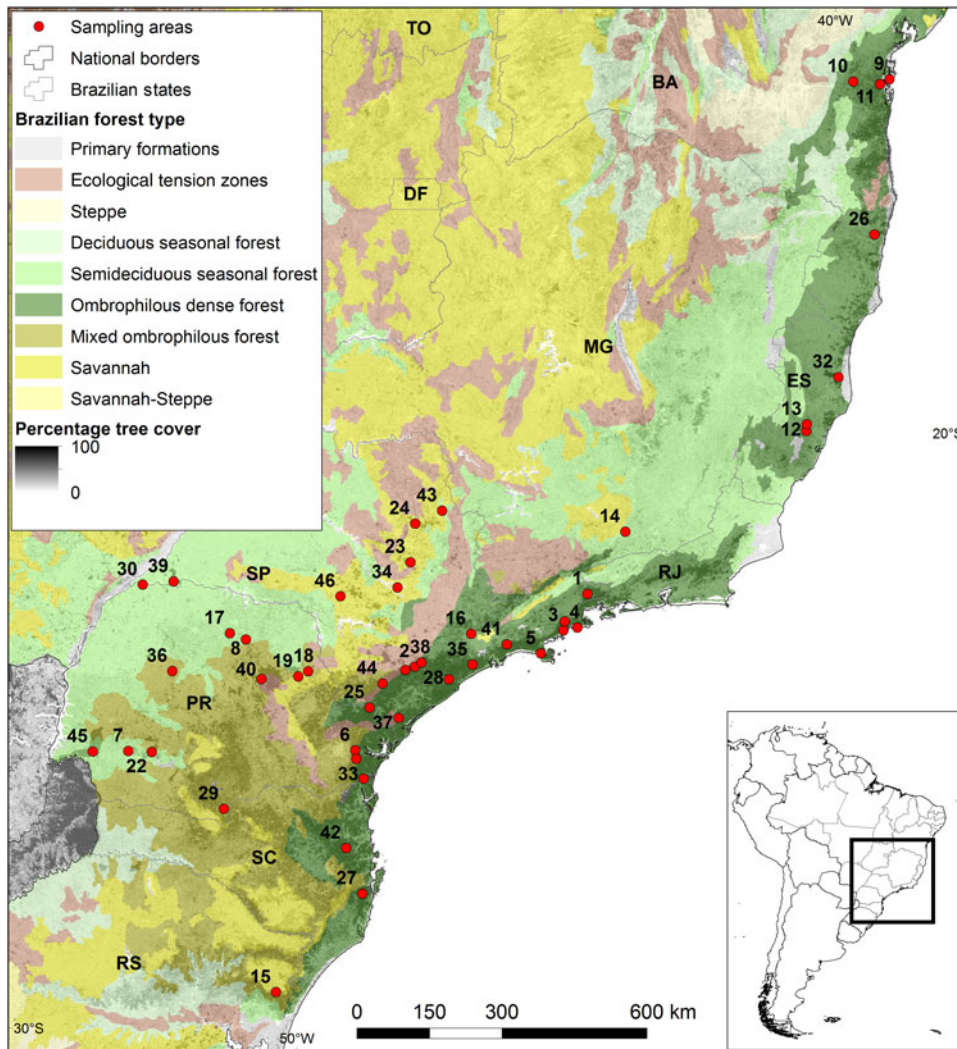 Sampling areas
National borders
Brazilian states
Brazilian forest type
Primary formations
Ecological tension zones
Steppe
Deciduous seasonal forest
Semideciduous seasonal forest
Ombrophilous dense forest
Mixed ombrophilous forest
Savannah
Savannah-Steppe
Percentage tree cover
100
0
40°W
TO
BA
10 9
11
DF
26
MG
32
ES
13
12
20°S
43
24
14
23
34
30 39
SP
46
1
RJ
17
8
16
3 4
41
5
36
19 18
2 38
35
40
44
28
PR
25
37
45 7
22
6
33
29
42
SC
27
RS
15
30°S
50°W
0 150 300 600 km